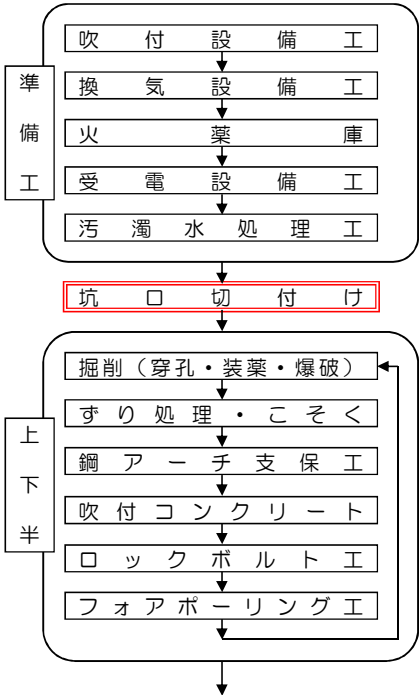 準備工
吹付設備工
換気設備工
火薬庫
受電設備工
汚濁水処理工
坑口切付け
上下半
掘削（穿孔・装薬・爆破）
ずり処理・こそく
鋼アーチ支保工
吹付コンクリート
ロックボルト工
フォアポーリング工